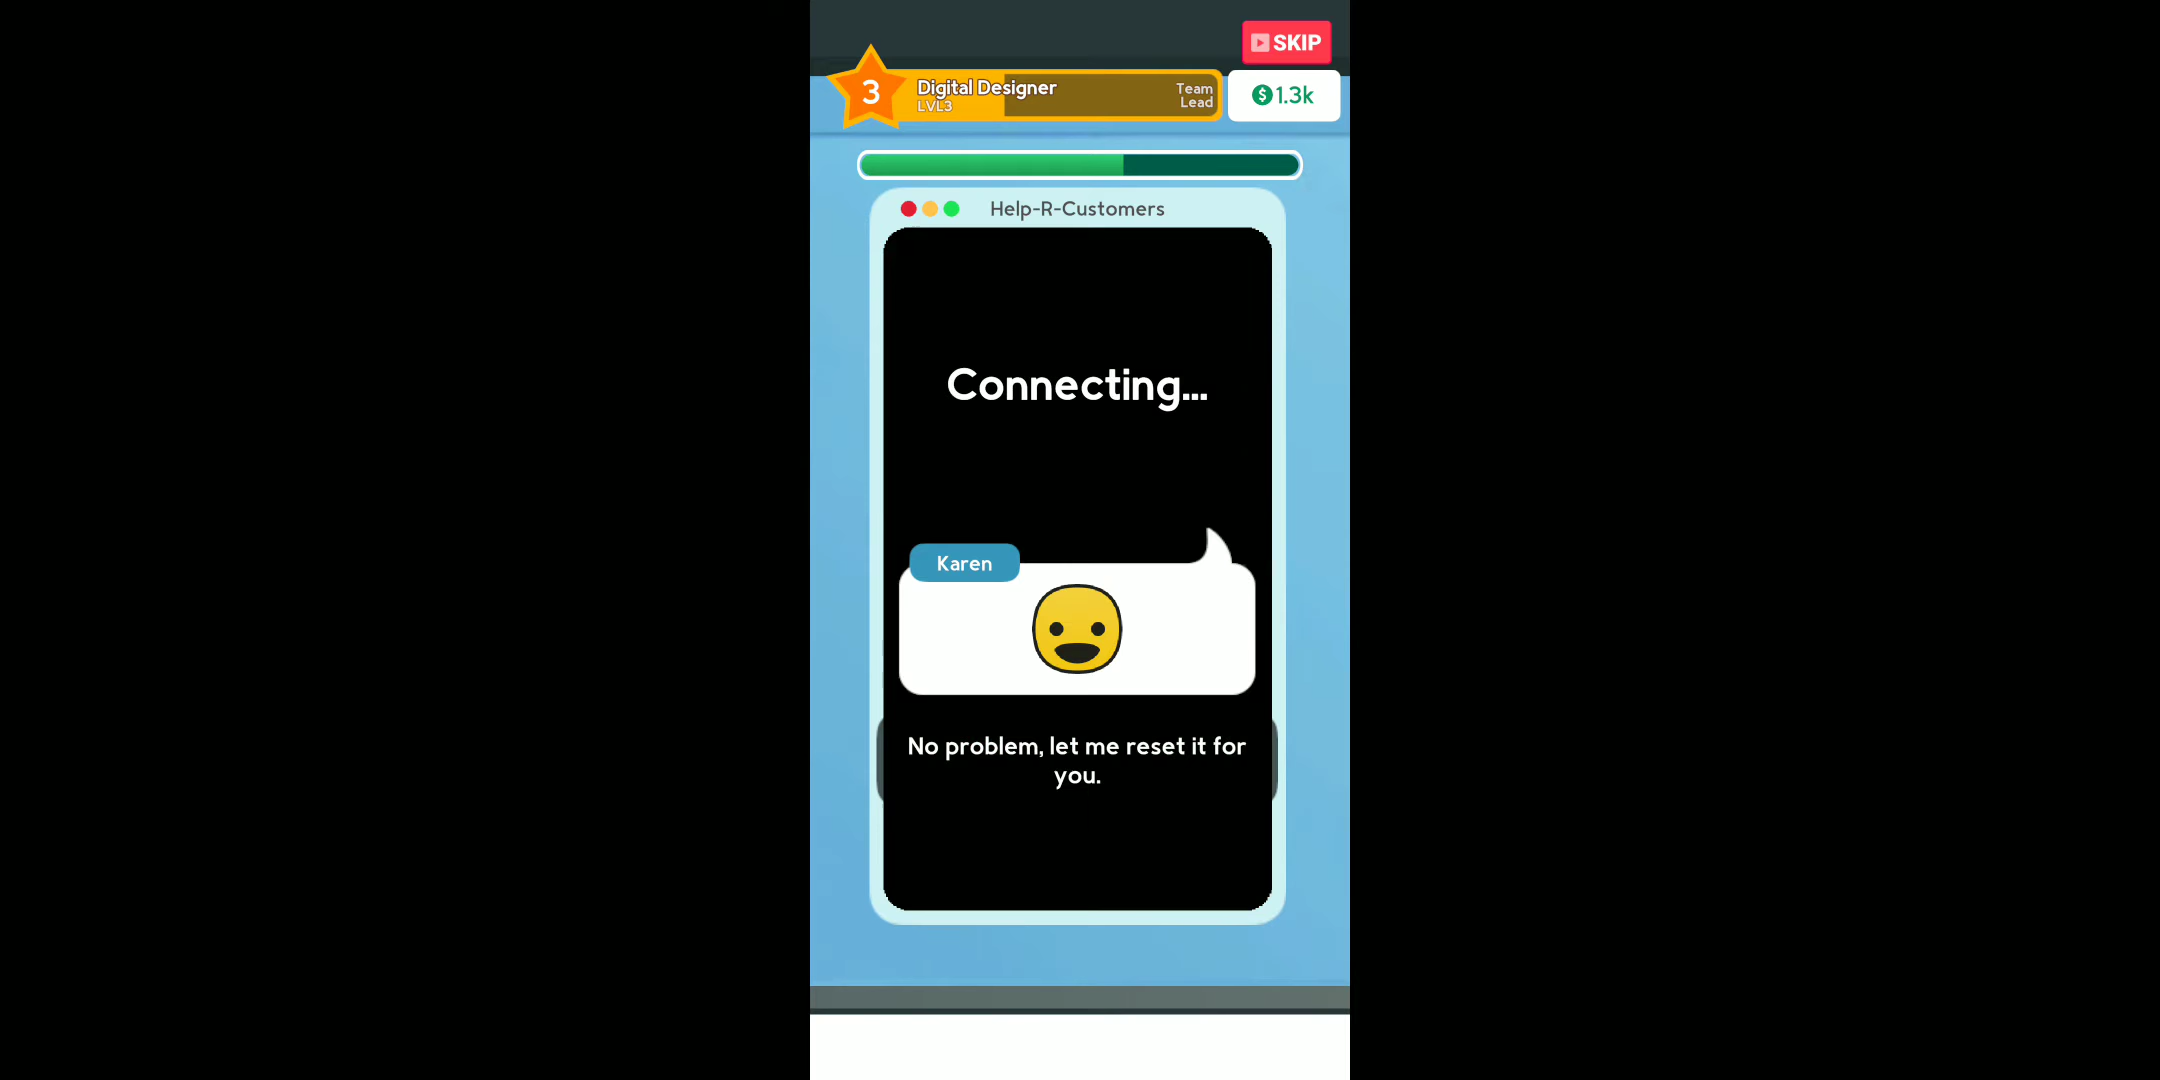 SKIP
3
Digital Designer
LVL3
Team
Lead
$ 1.3k
Help-R-Customers
Connecting...
Karen
No problem, let me reset it for
you.